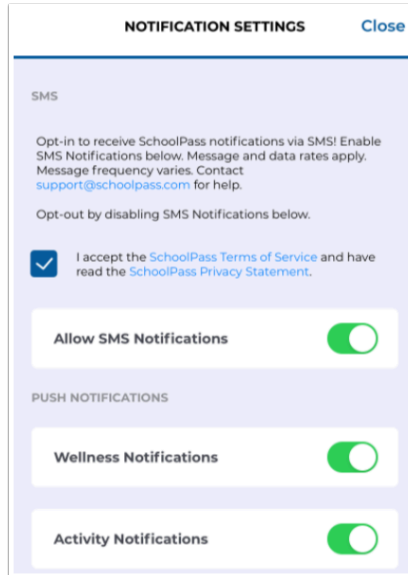 NOTIFICATION SETTINGS Close
SMS
Opt-in to receive SchoolPass notifications via SMS! Enable
SMS Notifications below. Message and data rates apply.
Message frequency varies. Contact
support@schoolpass.com for help.
Opt-out by disabling SMS Notifications below.
I accept the SchoolPass Terms of Service and have
read the SchoolPass Privacy Statement.
Allow SMS Notifications
PUSH NOTIFICATIONS
Wellness Notifications
Activity Notifications